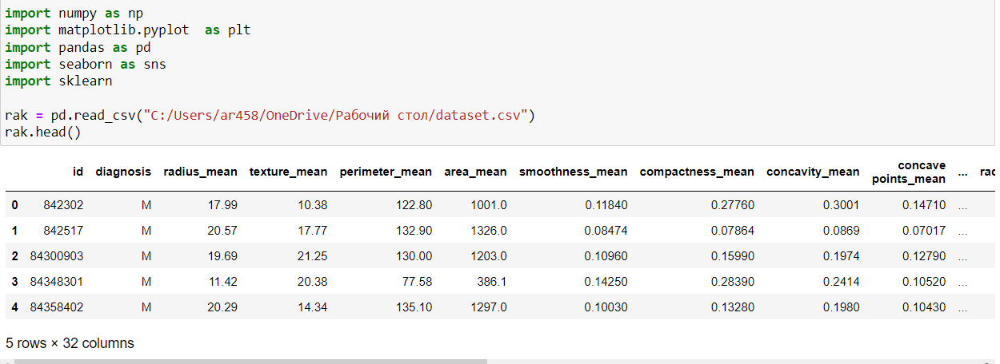 import numpy as np
import matplotlib.pyplot  as plt
import pandas as pd
import seaborn as sns
import sklearn
rak = pd.read_csv("C:/Users/ar458/OneDrive/Рабочий стол/dataset.csv")
rak.head()
id diagnosis radius_mean texture_mean perimeter_mean area_mean smoothness_mean compactness_mean concavity_mean concave points_mean ...
0 842302 M 17.99 10.38 122.80 1001.0 0.11840 0.27760 0.3001 0.14710 ...
1 842517 M 20.57 17.77 132.90 1326.0 0.08474 0.07864 0.0869 0.07017 ...
2 84300903 M 19.69 21.25 130.00 1203.0 0.10960 0.15990 0.1974 0.12790 ...
3 84348301 M 11.42 20.38 77.58 386.1 0.14250 0.28390 0.2414 0.10520 ...
4 84358402 M 20.29 14.34 135.10 1297.0 0.10030 0.13280 0.1980 0.10430 ...
5 rows × 32 columns